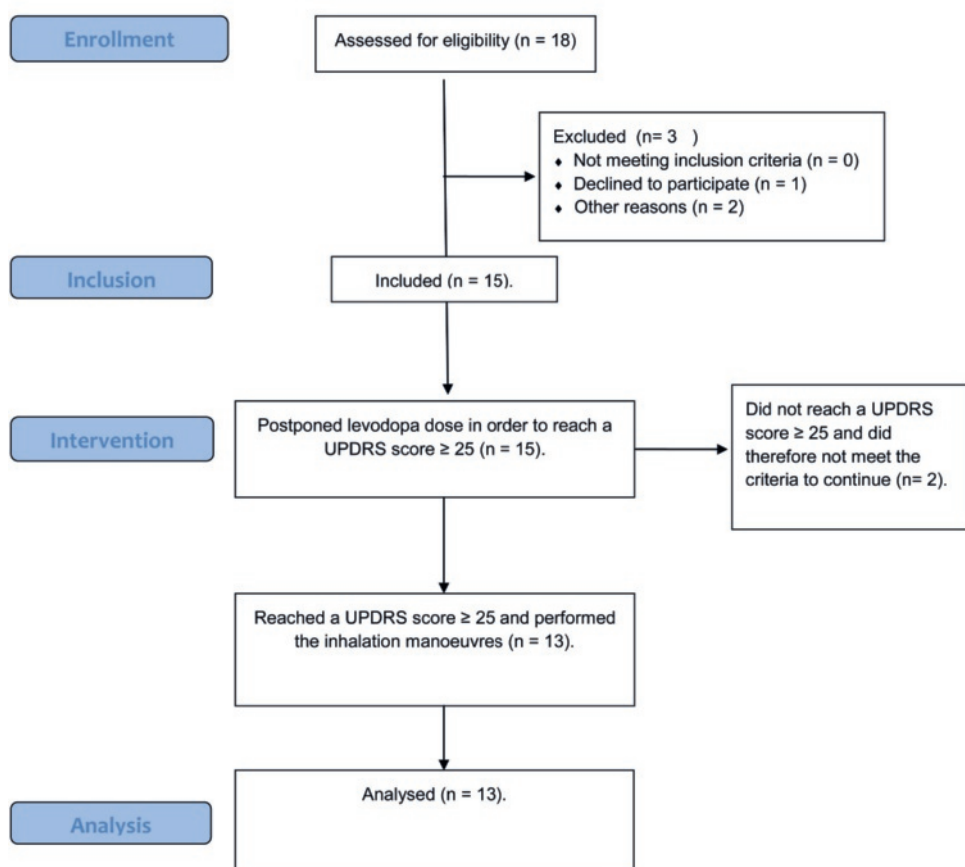 Enrollment
Assessed for eligibility (n = 18)
Excluded (n= 3 )
♦ Not meeting inclusion criteria (n = 0)
♦ Declined to participate (n = 1)
♦ Other reasons (n = 2)
Inclusion
Included (n = 15).
Intervention
Postponed levodopa dose in order to reach a
UPDRS score ≥ 25 (n = 15).
Did not reach a UPDRS
score ≥ 25 and did
therefore not meet the
criteria to continue (n= 2).
Reached a UPDRS score ≥ 25 and performed
the inhalation manoeuvres (n = 13).
Analysis
Analysed (n = 13).